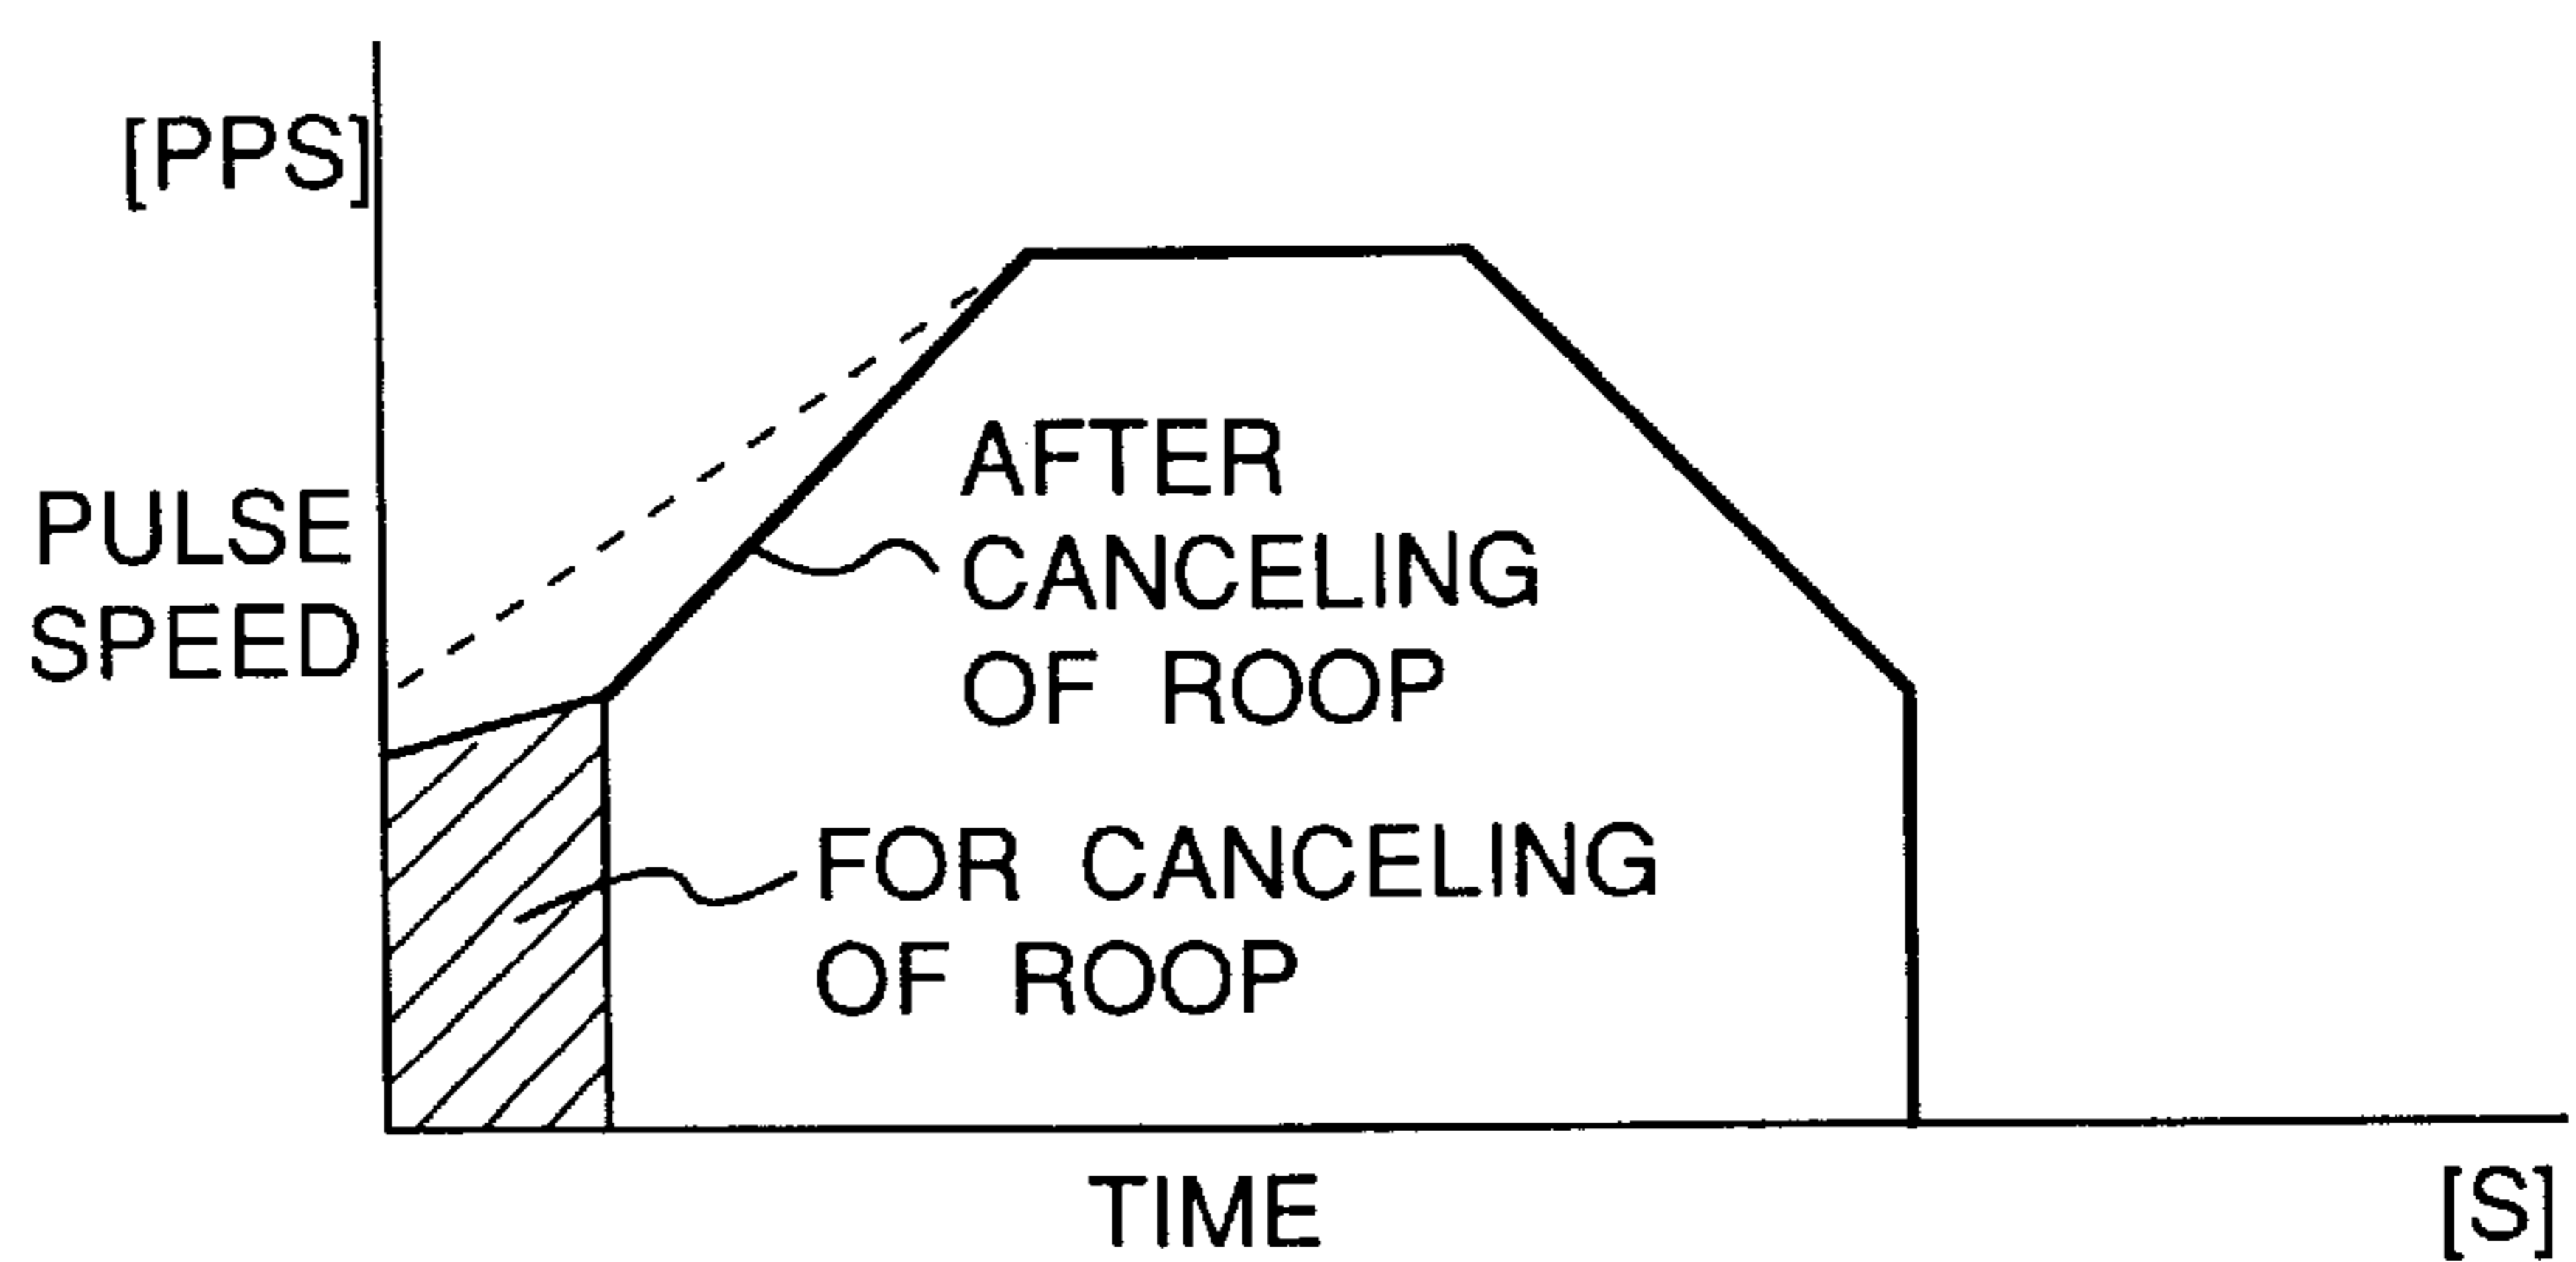 [PPS]
PULSE
SPEED
AFTER
CANCELING
OF ROOP
FOR CANCELING
OF ROOP
TIME
[S]